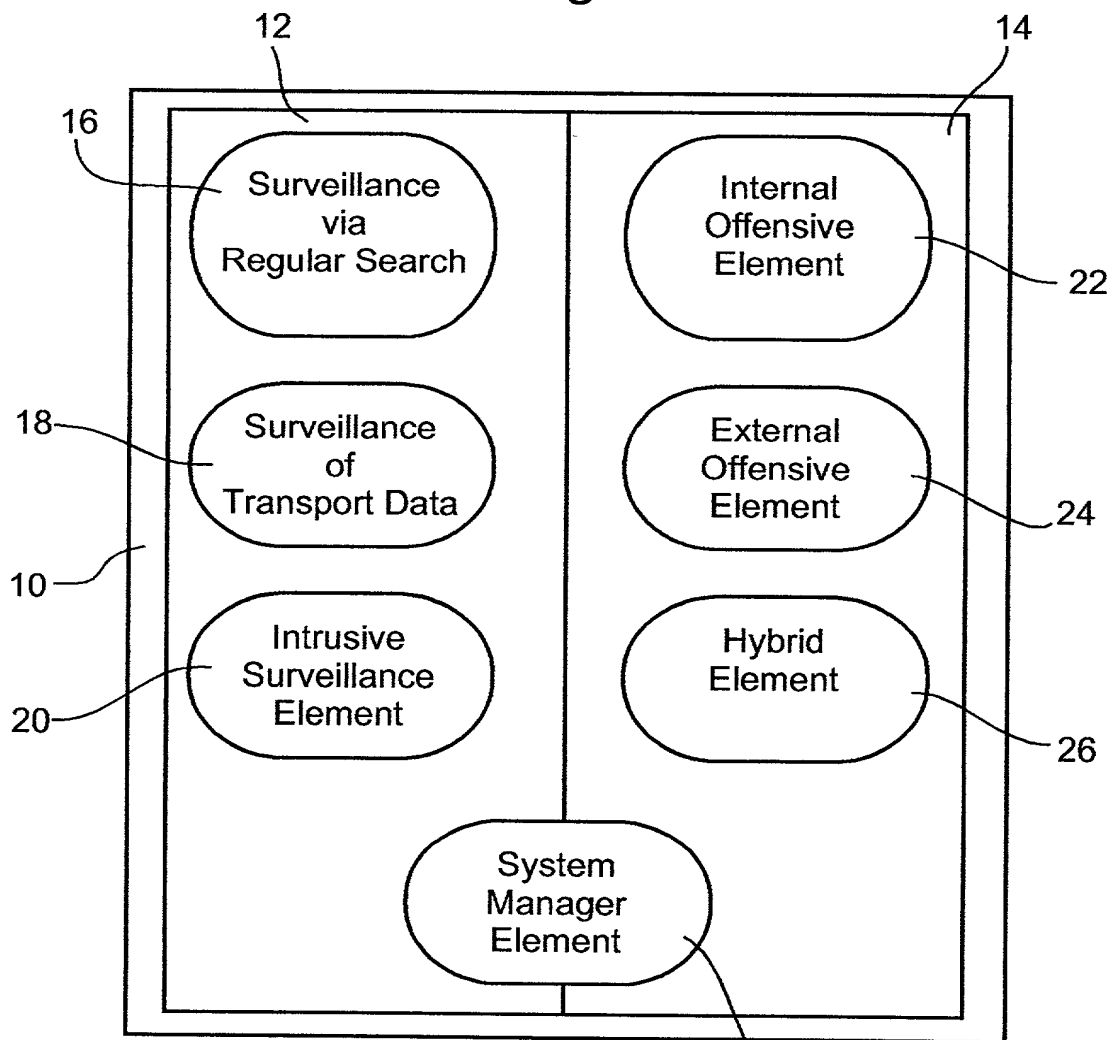 12
14
16
Surveillance
via
Regular Search
Internal
Offensive
Element
22
18
Surveillance
of
Transport Data
External
Offensive
Element
24
10
Intrusive
Surveillance
Element
20
Hybrid
Element
26
System
Manager
Element